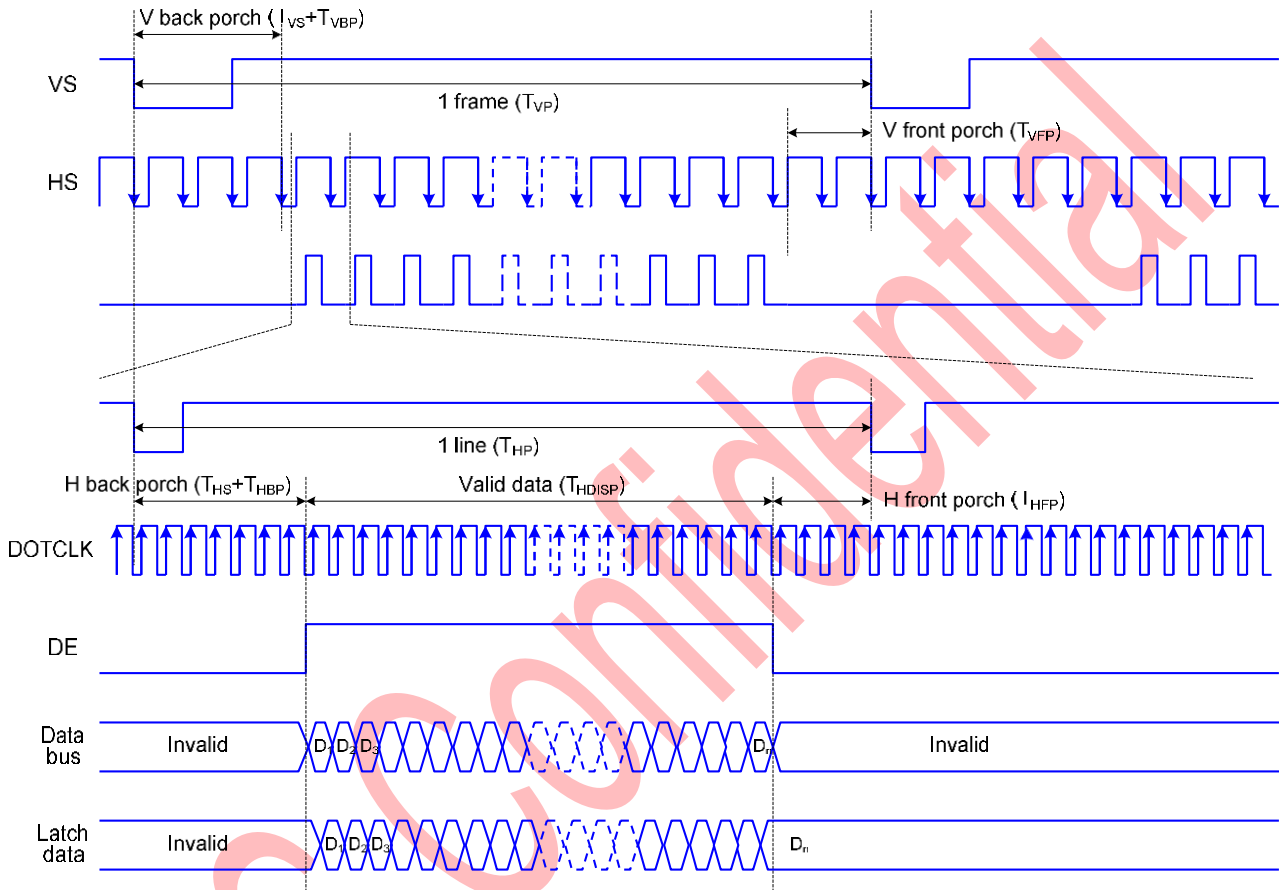 V back porch (TVS+TVBP)
VS
1 frame (TVP)
V front porch (TVFP)
HS
1 line (THP)
H back porch (THS+THBP)
Valid data (THDISP)
H front porch (THFP)
DOTCLK
DE
Data bus
Invalid
D1 D2 D3
Dn
Invalid
Latch data
Invalid
D1 D2 D3
Dn
Confidential